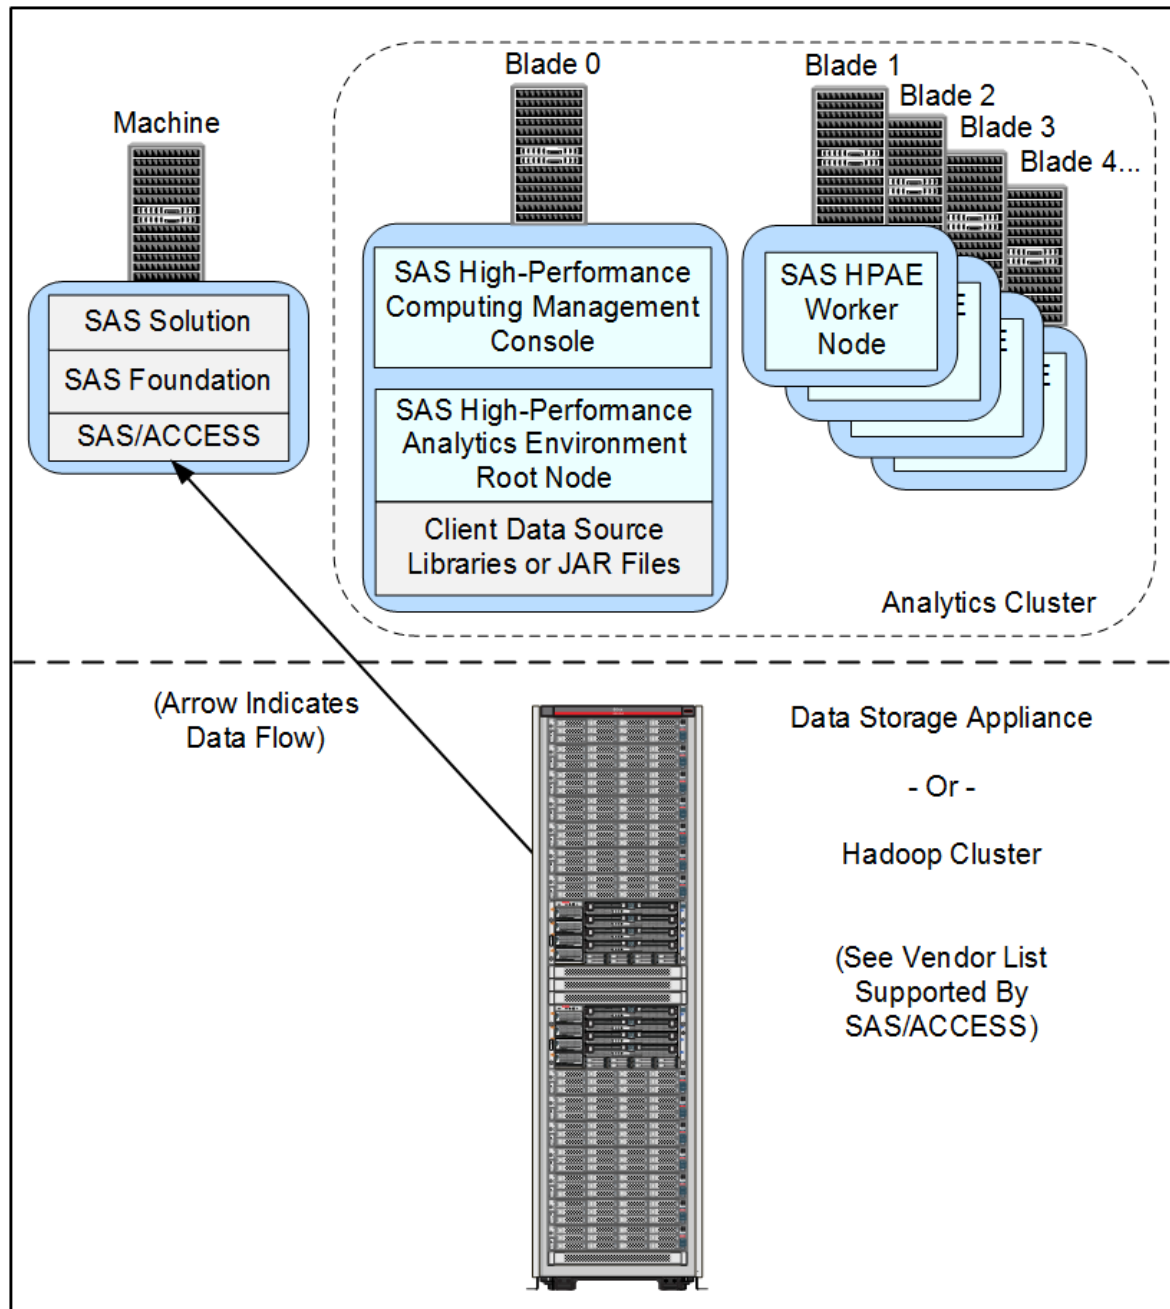 Machine
SAS Solution
SAS Foundation
SAS/ACCESS
Blade 0
SAS High-Performance
Computing Management
Console
SAS High-Performance
Analytics Environment
Root Node
Client Data Source
Libraries or JAR Files
Blade 1
Blade 2
Blade 3
Blade 4...
SAS HPAE
Worker
Node
E
E
E
Analytics Cluster
(Arrow Indicates
Data Flow)
Data Storage Appliance
- Or -
Hadoop Cluster
(See Vendor List
Supported By
SAS/ACCESS)